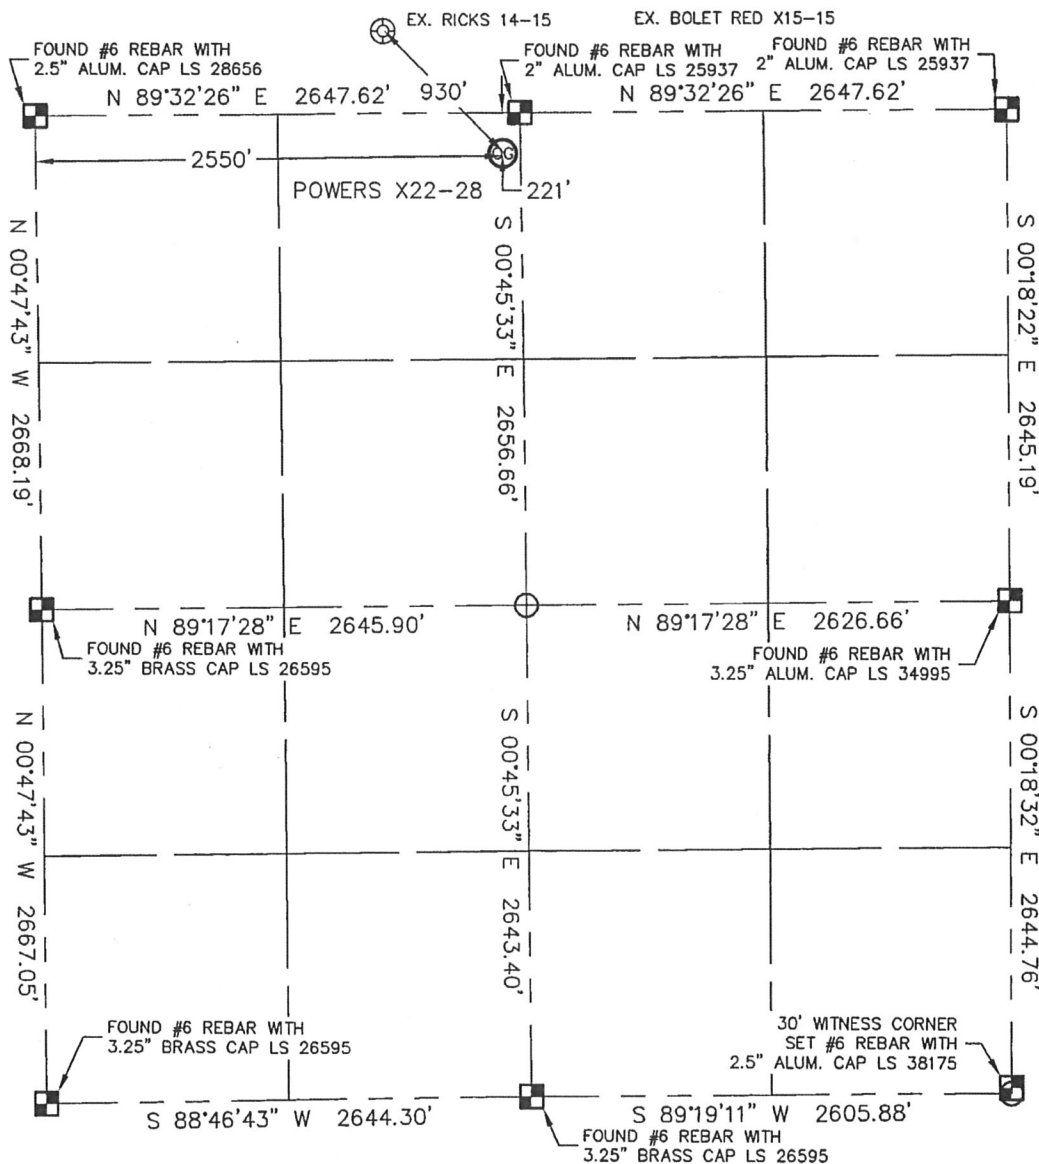 EX. RICKS 14-15
EX. BOLET RED X15-15
FOUND #6 REBAR WITH
2.5" ALUM. CAP LS 28656
FOUND #6 REBAR WITH
2" ALUM. CAP LS 25937
FOUND #6 REBAR WITH
2" ALUM. CAP LS 25937
N 89°32'26" E 2647.62'
930'
N 89°32'26" E 2647.62'
2550'
OG
POWERS X22-28
221'
N 00°47'43" W 2668.19'
S 00°45'33" E 2656.66'
S 00°18'22" E 2645.19'
N 89°17'28" E 2645.90'
N 89°17'28" E 2626.66'
FOUND #6 REBAR WITH
3.25" BRASS CAP LS 26595
FOUND #6 REBAR WITH
3.25" ALUM. CAP LS 34995
N 00°47'43" W 2667.05'
S 00°45'33" E 2643.40'
S 00°18'32" E 2644.76'
FOUND #6 REBAR WITH
3.25" BRASS CAP LS 26595
30' WITNESS CORNER
SET #6 REBAR WITH
2.5" ALUM. CAP LS 38175
S 88°46'43" W 2644.30'
S 89°19'11" W 2605.88'
FOUND #6 REBAR WITH
3.25" BRASS CAP LS 26595